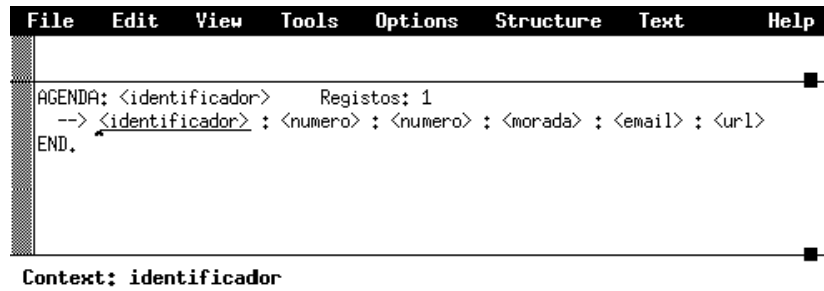 File Edit View Tools Options Structure Text Help
AGENDA: <identificador> Registos: 1
--> <identificador> : <numero> : <numero> : <morada> : <email> : <url>
END.
Context: identificador